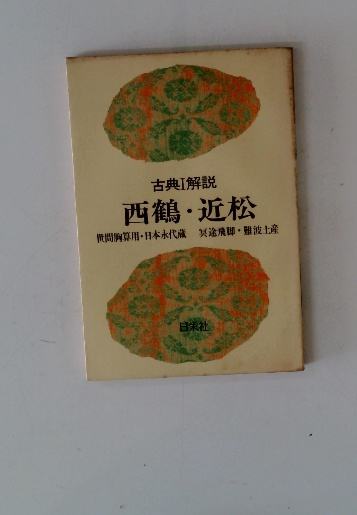 古典I解説
西鶴・近松
世間胸算用・日本永代蔵 冥途飛脚・難波土産
日栄社